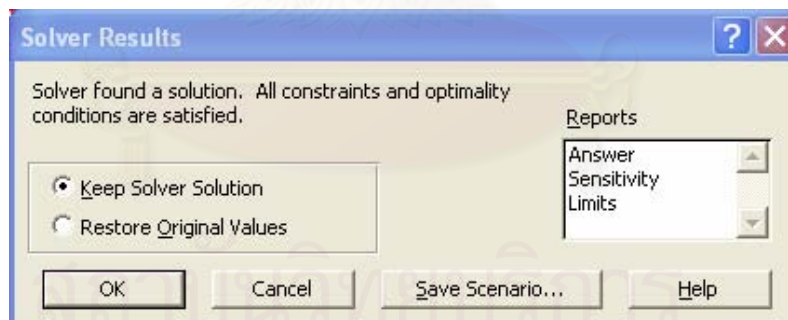 Solver Results
Solver found a solution. All constraints and optimality
conditions are satisfied.
Reports
Answer
Sensitivity
Limits
Keep Solver Solution
Restore Original Values
OK Cancel Save Scenario... Help